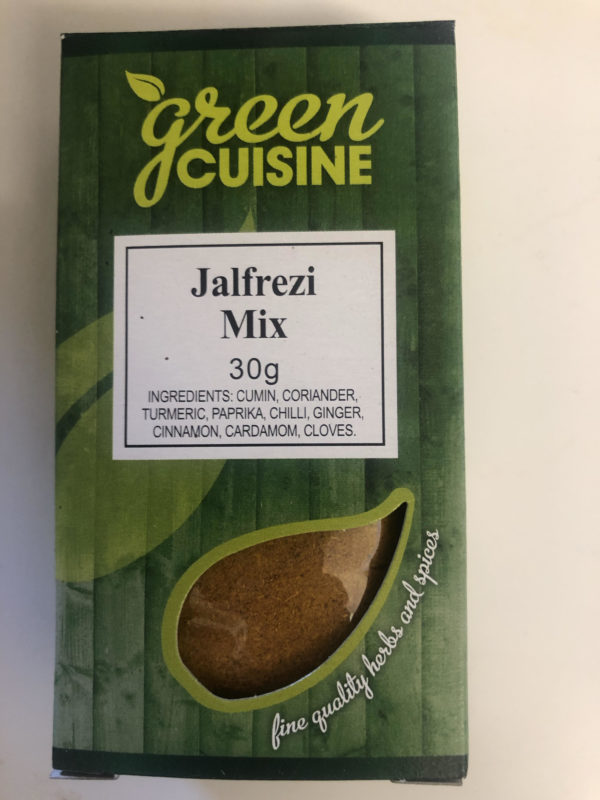 green
CUISINE
Jalfrezi
Mix
30g
INGREDIENTS: CUMIN, CORIANDER,
TURMERIC, PAPRIKA, CHILLI, GINGER,
CINNAMON, CARDAMOM, CLOVES.
fine quality herbs and spices